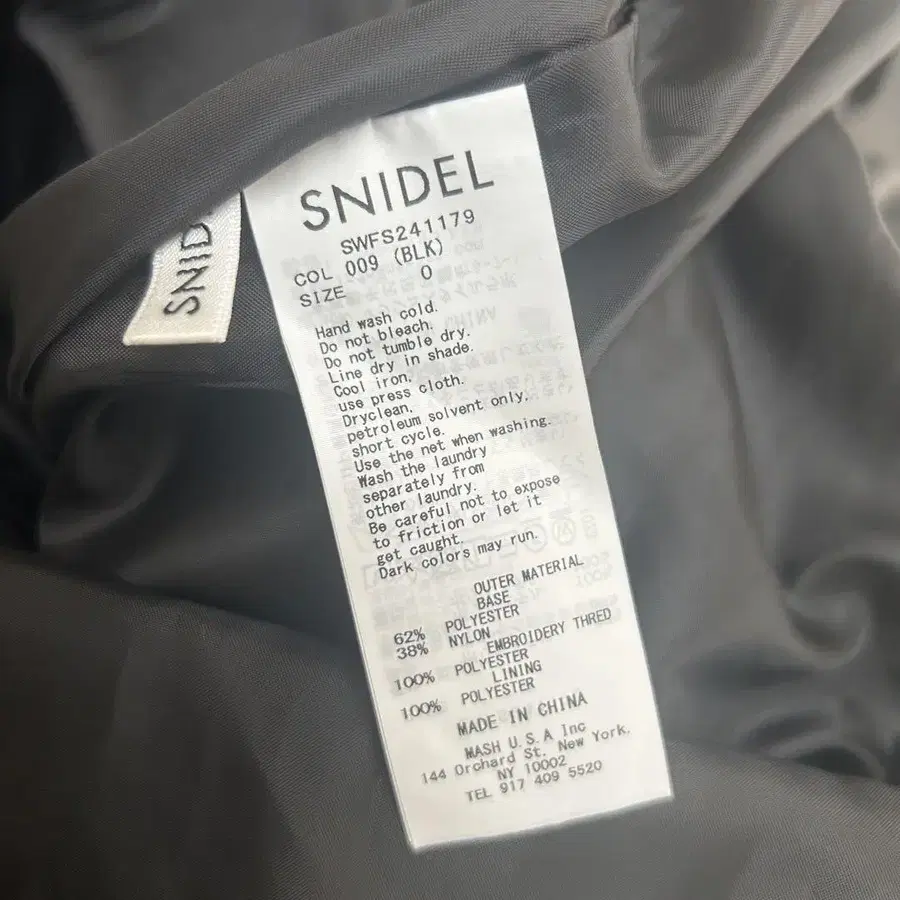 SNID
SNIDEL
SWFS241179
COL 009 (BLK)
SIZE 0
Hand wash cold.
Do not bleach.
Do not tumble dry.
Line dry in shade.
Cool iron.
use press cloth.
Dryclean.
petroleum solvent only.
short cycle.
Use the net when washing.
Wash the laundry
separately from
other laundry.
Be careful not to expose
to friction or let it
get caught.
Dark colors may run.
OUTER MATERIAL
BASE
62% POLYESTER
38% NYLON
EMBROIDERY THRED
100% POLYESTER
LINING
100% POLYESTER
MADE IN CHINA
MASH U.S.A Inc
144 Orchard St. New York.
NY 10002
TEL 917 409 5520